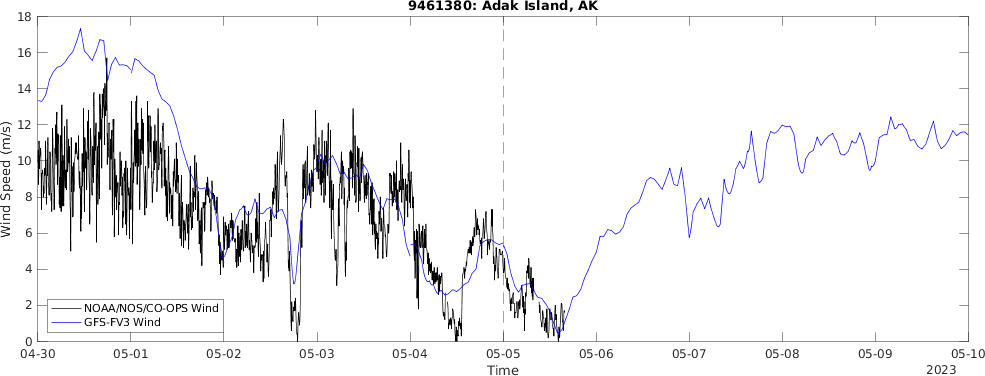 9461380: Adak Island, AK
Wind Speed (m/s)
18
16
14
12
10
8
6
4
2
0
NOAA/NOS/CO-OPS Wind
GFS-FV3 Wind
04-30 05-01 05-02 05-03 05-04 05-05 05-06 05-07 05-08 05-09 05-10
Time
2023